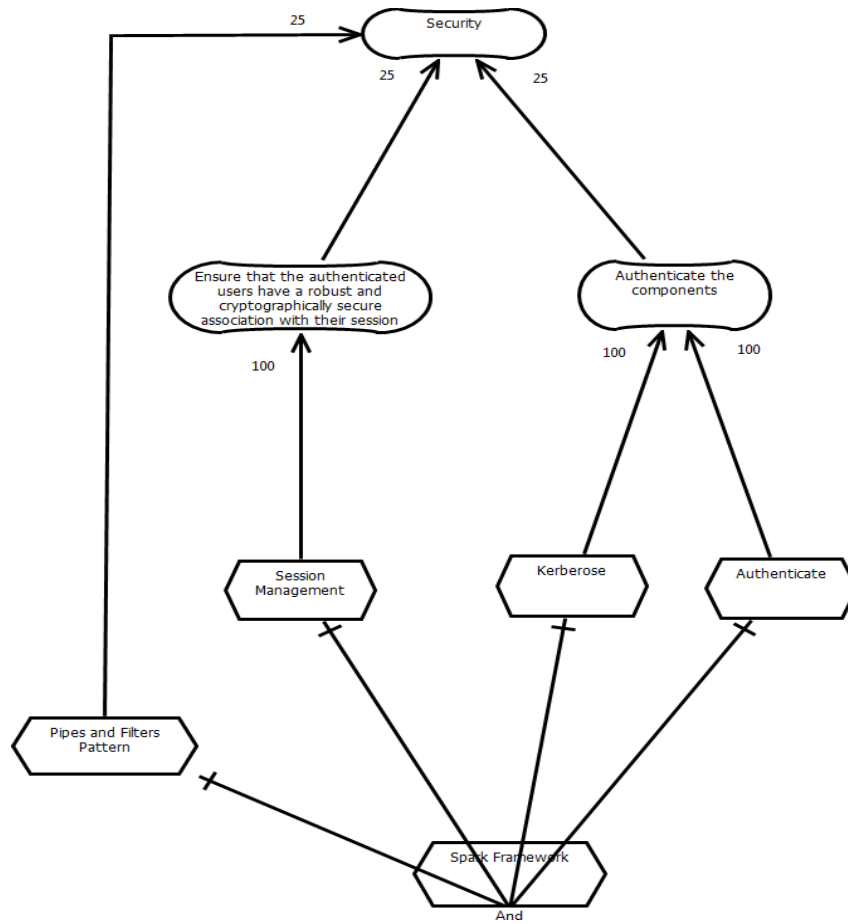 Security
25
25
25
Ensure that the authenticated
users have a robust and
cryptographically secure
association with their session
Authenticate the
components
100
100
100
Session
Management
Kerberose
Authenticate
Pipes and Filters
Pattern
Spark Framework
And